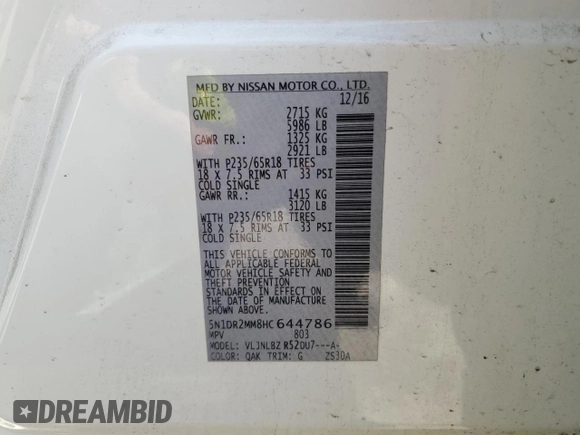 MFD BY NISSAN MOTOR CO., LTD.
DATE: 12/16
GVWR: 2715 KG
5986 LB
GAWR FR.: 1325 KG
2921 LB
WITH P235/65R18 TIRES
18 X 7.5 RIMS AT 33 PSI
COLD SINGLE
GAWR RR.: 1415 KG
3120 LB
WITH P235/65R18 TIRES
18 X 7.5 RIMS AT 33 PSI
COLD SINGLE
THIS VEHICLE CONFORMS TO
ALL APPLICABLE FEDERAL
MOTOR VEHICLE SAFETY AND
THEFT PREVENTION
STANDARDS IN EFFECT ON
THE DATE OF MANUFACTURE
SHOWN ABOVE.
5N1DR2MM8HC644786
MPV 803
MODEL: VLJNLBZ R52DU7---A-
COLOR: QAK TRIM: G ZS30A
DREAMBID